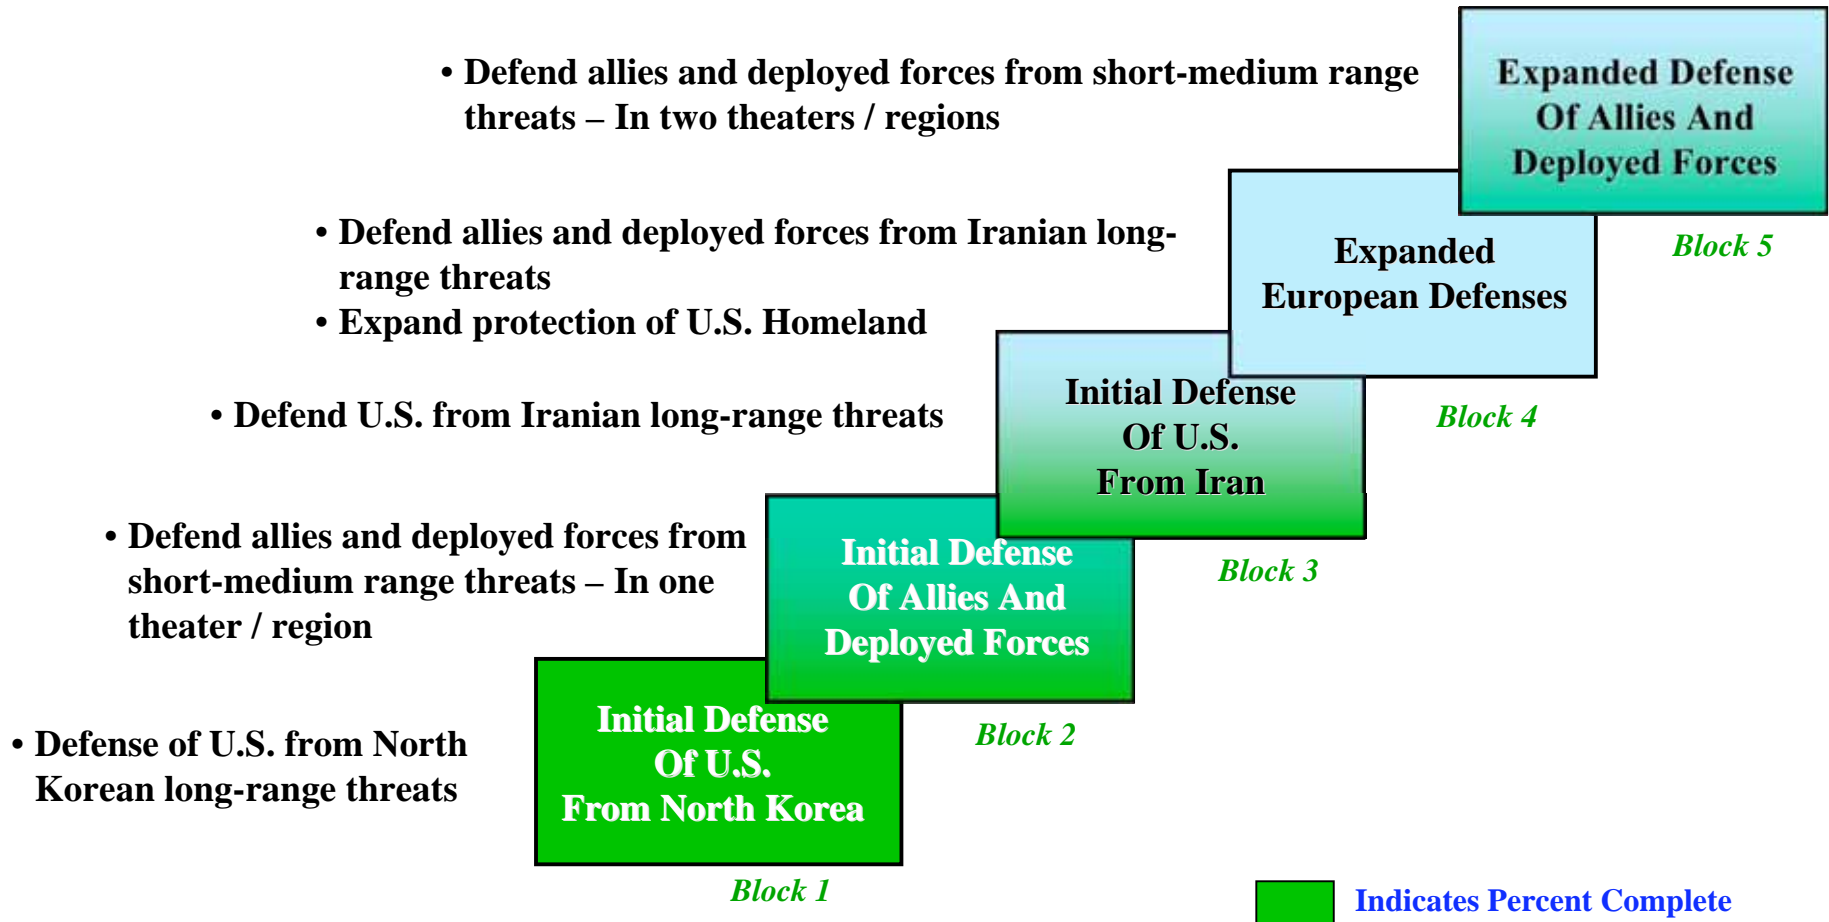 • Defend allies and deployed forces from short-medium range
threats – In two theaters / regions
Expanded Defense
Of Allies And
Deployed Forces
Block 5
• Defend allies and deployed forces from Iranian long-
range threats
• Expand protection of U.S. Homeland
Expanded
European Defenses
Block 4
• Defend U.S. from Iranian long-range threats
Initial Defense
Of U.S.
From Iran
Block 3
• Defend allies and deployed forces from
short-medium range threats – In one
theater / region
Initial Defense
Of Allies And
Deployed Forces
Block 2
• Defense of U.S. from North
Korean long-range threats
Initial Defense
Of U.S.
From North Korea
Block 1
Indicates Percent Complete